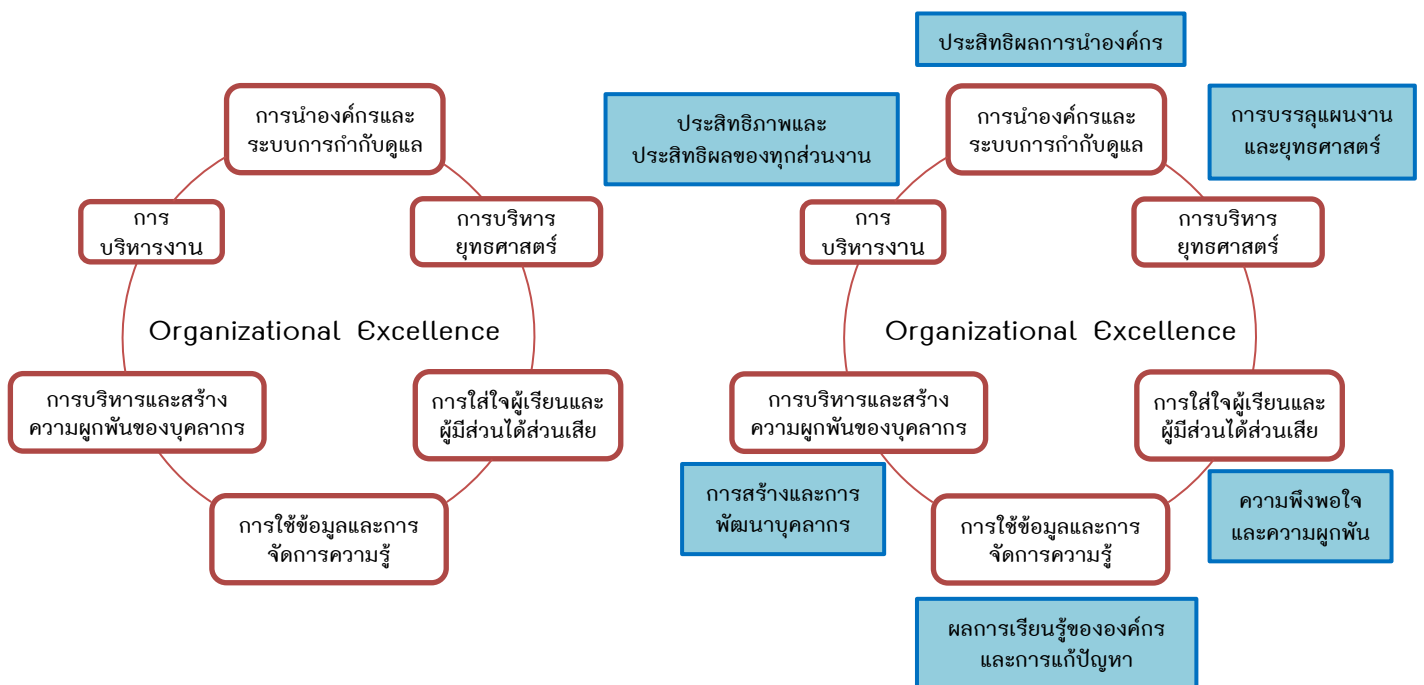 การนำองค์กรและ
ระบบการกำกับดูแล
การ
บริหารงาน
การบริหาร
ยุทธศาสตร์
Organizational Excellence
การบริหารและสร้าง
ความผูกพันของบุคลากร
การใส่ใจผู้เรียนและ
ผู้มีส่วนได้ส่วนเสีย
การใช้ข้อมูลและการ
จัดการความรู้
ประสิทธิผลการนำองค์กร
ประสิทธิภาพและ
ประสิทธิผลของทุกส่วนงาน
การนำองค์กรและ
ระบบการกำกับดูแล
การบรรลุแผนงาน
และยุทธศาสตร์
การ
บริหารงาน
การบริหาร
ยุทธศาสตร์
Organizational Excellence
การบริหารและสร้าง
ความผูกพันของบุคลากร
การใส่ใจผู้เรียนและ
ผู้มีส่วนได้ส่วนเสีย
การสร้างและการ
พัฒนาบุคลากร
การใช้ข้อมูลและการ
จัดการความรู้
ความพึงพอใจ
และความผูกพัน
ผลการเรียนรู้ขององค์กร
และการแก้ปัญหา